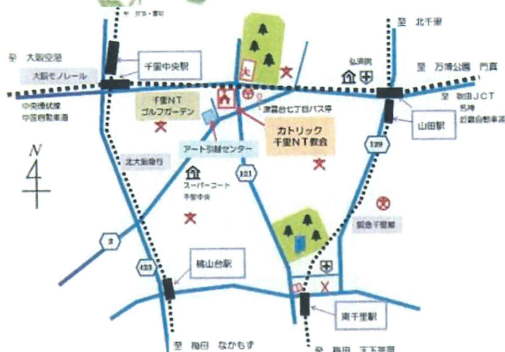 至 北千里
至 大阪空港
千里中央駅
弘済院
至 万博公園 門真
大阪モノレール
中央環状線
中国自動車道
千里NT
ゴルフガーデン
津雲台七丁目バス停
至 吹田JCT
名神
近畿自動車道
カトリック
千里NT教会
山田駅
N
アート引越センター
129
北大阪急行
スーパーコート
千里中央
121
阪急千里線
2
423
桃山台駅
南千里駅
至 梅田 なかもず
至 梅田 天下茶屋